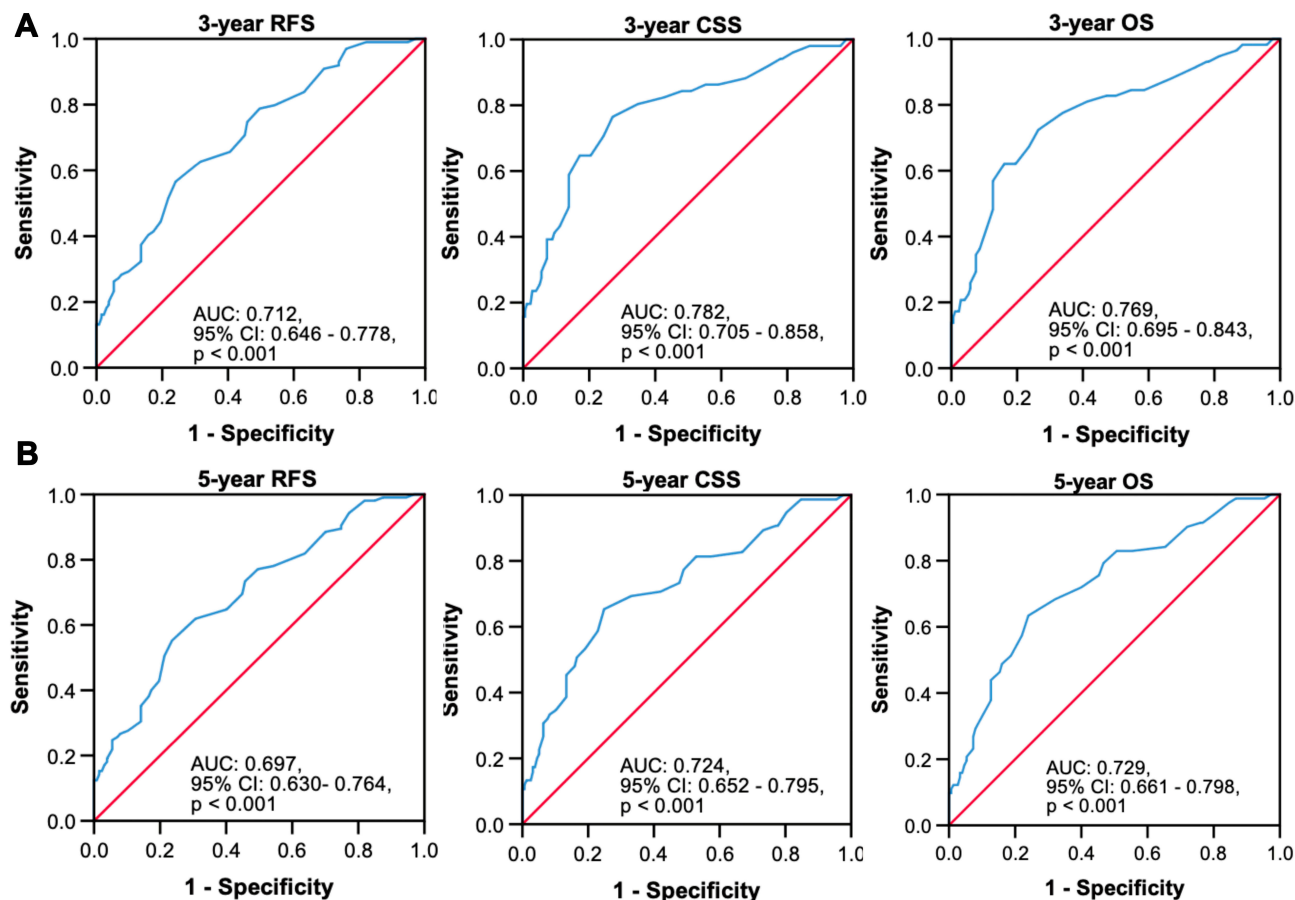 A
3-year RFS
1.0
0.8
0.6
0.4
0.2
0.0
Sensitivity
AUC: 0.712,
95% CI: 0.646 - 0.778,
p < 0.001
0.0 0.2 0.4 0.6 0.8 1.0
1 - Specificity
3-year CSS
1.0
0.8
0.6
0.4
0.2
0.0
Sensitivity
AUC: 0.782,
95% CI: 0.705 - 0.858,
p < 0.001
0.0 0.2 0.4 0.6 0.8 1.0
1 - Specificity
3-year OS
1.0
0.8
0.6
0.4
0.2
0.0
Sensitivity
AUC: 0.769,
95% CI: 0.695 - 0.843,
p < 0.001
0.0 0.2 0.4 0.6 0.8 1.0
1 - Specificity
B
5-year RFS
1.0
0.8
0.6
0.4
0.2
0.0
Sensitivity
AUC: 0.697,
95% CI: 0.630- 0.764,
p < 0.001
0.0 0.2 0.4 0.6 0.8 1.0
1 - Specificity
5-year CSS
1.0
0.8
0.6
0.4
0.2
0.0
Sensitivity
AUC: 0.724,
95% CI: 0.652 - 0.795,
p < 0.001
0.0 0.2 0.4 0.6 0.8 1.0
1 - Specificity
5-year OS
1.0
0.8
0.6
0.4
0.2
0.0
Sensitivity
AUC: 0.729,
95% CI: 0.661 - 0.798,
p < 0.001
0.0 0.2 0.4 0.6 0.8 1.0
1 - Specificity